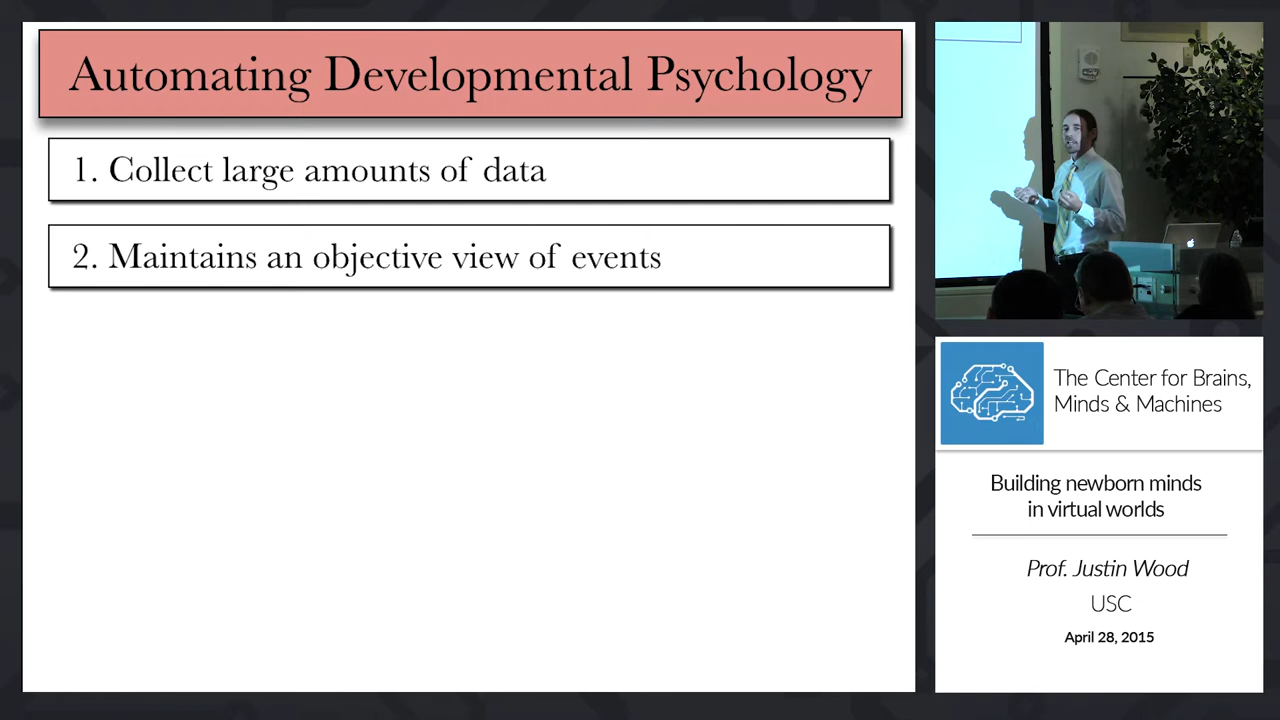 Automating Developmental Psychology
1. Collect large amounts of data
2. Maintains an objective view of events
The Center for Brains,
Minds & Machines
Building newborn minds
in virtual worlds
Prof. Justin Wood
USC
April 28, 2015